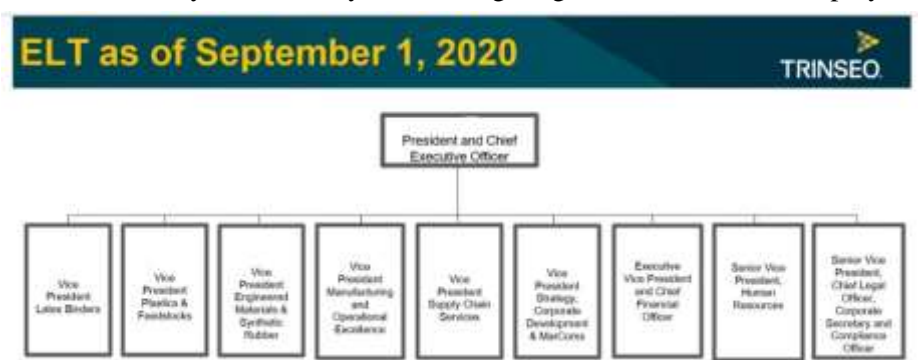 ELT as of September 1, 2020
TRINSEO.
President and Chief
Executive Officer
Vice
President
Latex Binders
Vice
President
Plastics &
Feedstocks
Vice
President
Engineered
Materials &
Synthetic
Rubber
Vice
President
Manufacturing
and
Operational
Excellence
Vice
President
Supply Chain
Services
Vice
President
Strategy,
Corporate
Development
& MarComs
Executive
Vice President
and Chief
Financial
Officer
Senior Vice
President,
Human
Resources
Senior Vice
President,
Chief Legal
Officer,
Corporate
Secretary and
Compliance
Officer